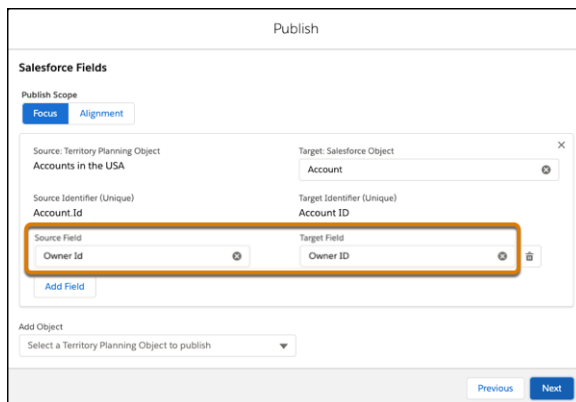 Publish
Salesforce Fields
Publish Scope
Focus Alignment
Source: Territory Planning Object Target: Salesforce Object
Accounts in the USA Account
Source Identifier (Unique) Target Identifier (Unique)
Account.Id Account ID
Source Field Target Field
Owner Id Owner ID
Add Field
Add Object
Select a Territory Planning Object to publish
Previous Next